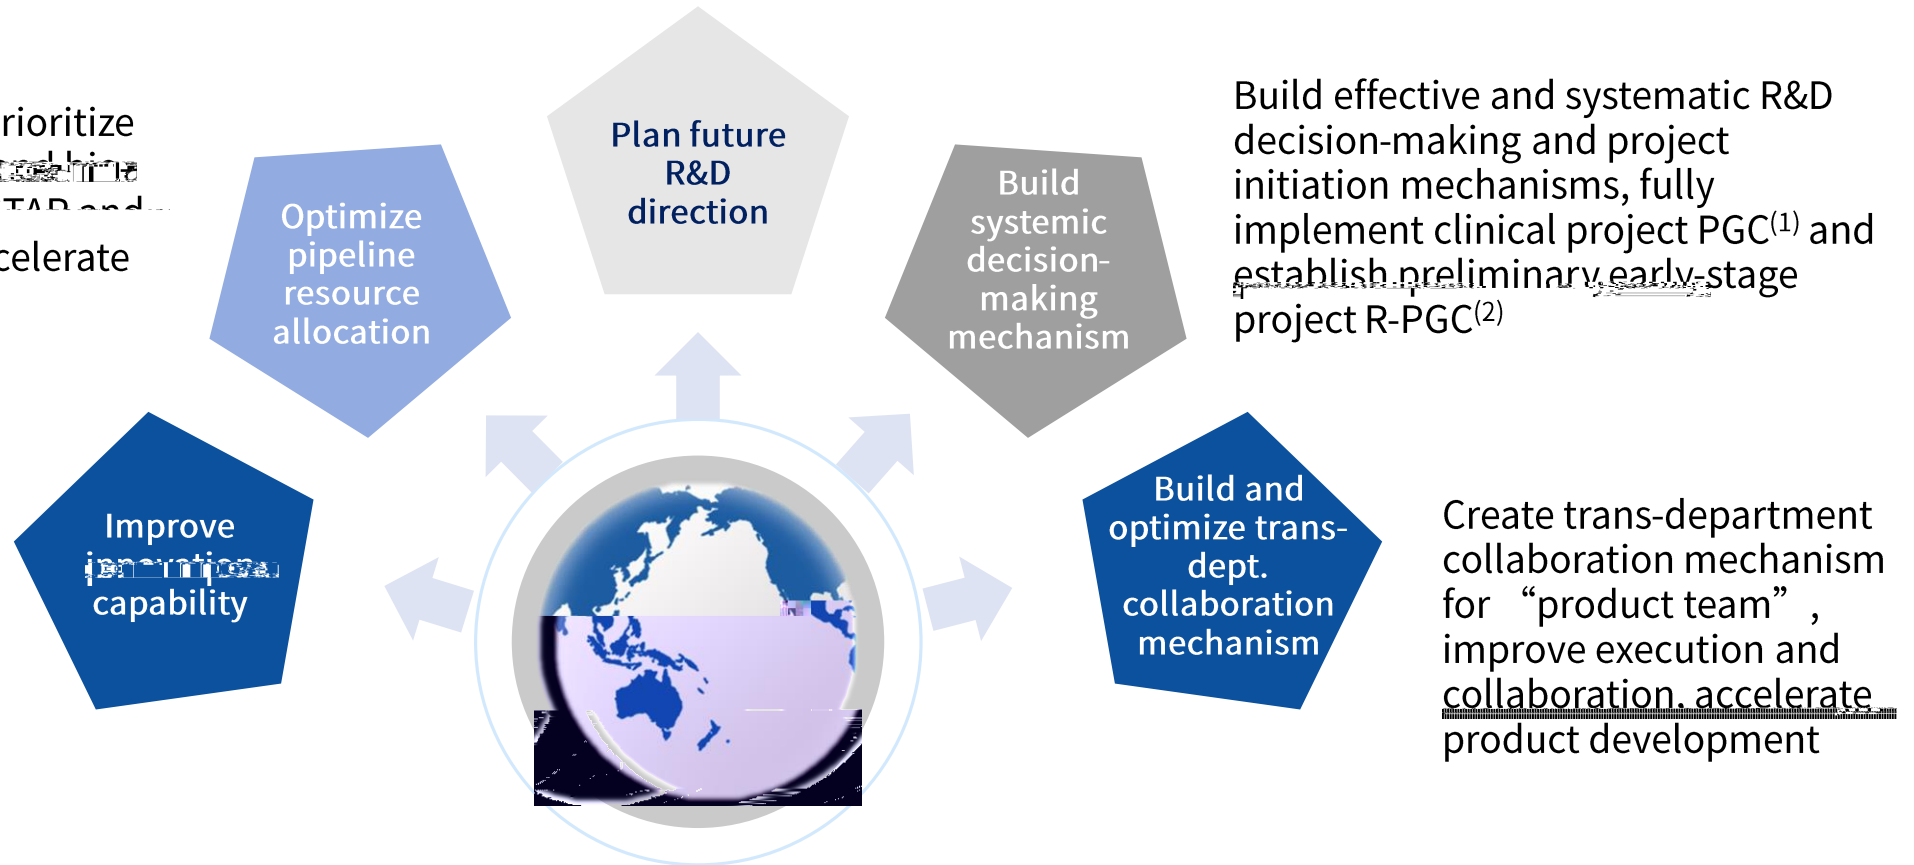 rioritize
celerate
Optimize
pipeline
resource
allocation
Plan future
R&D
direction
Build
systemic
decision-
making
mechanism
Build effective and systematic R&D
decision-making and project
initiation mechanisms, fully
implement clinical project PGC(1) and
establish preliminary early-stage
project R-PGC(2)
Improve
capability
Build and
optimize trans-
dept.
collaboration
mechanism
Create trans-department
collaboration mechanism
for “product team”,
improve execution and
collaboration, accelerate
product development